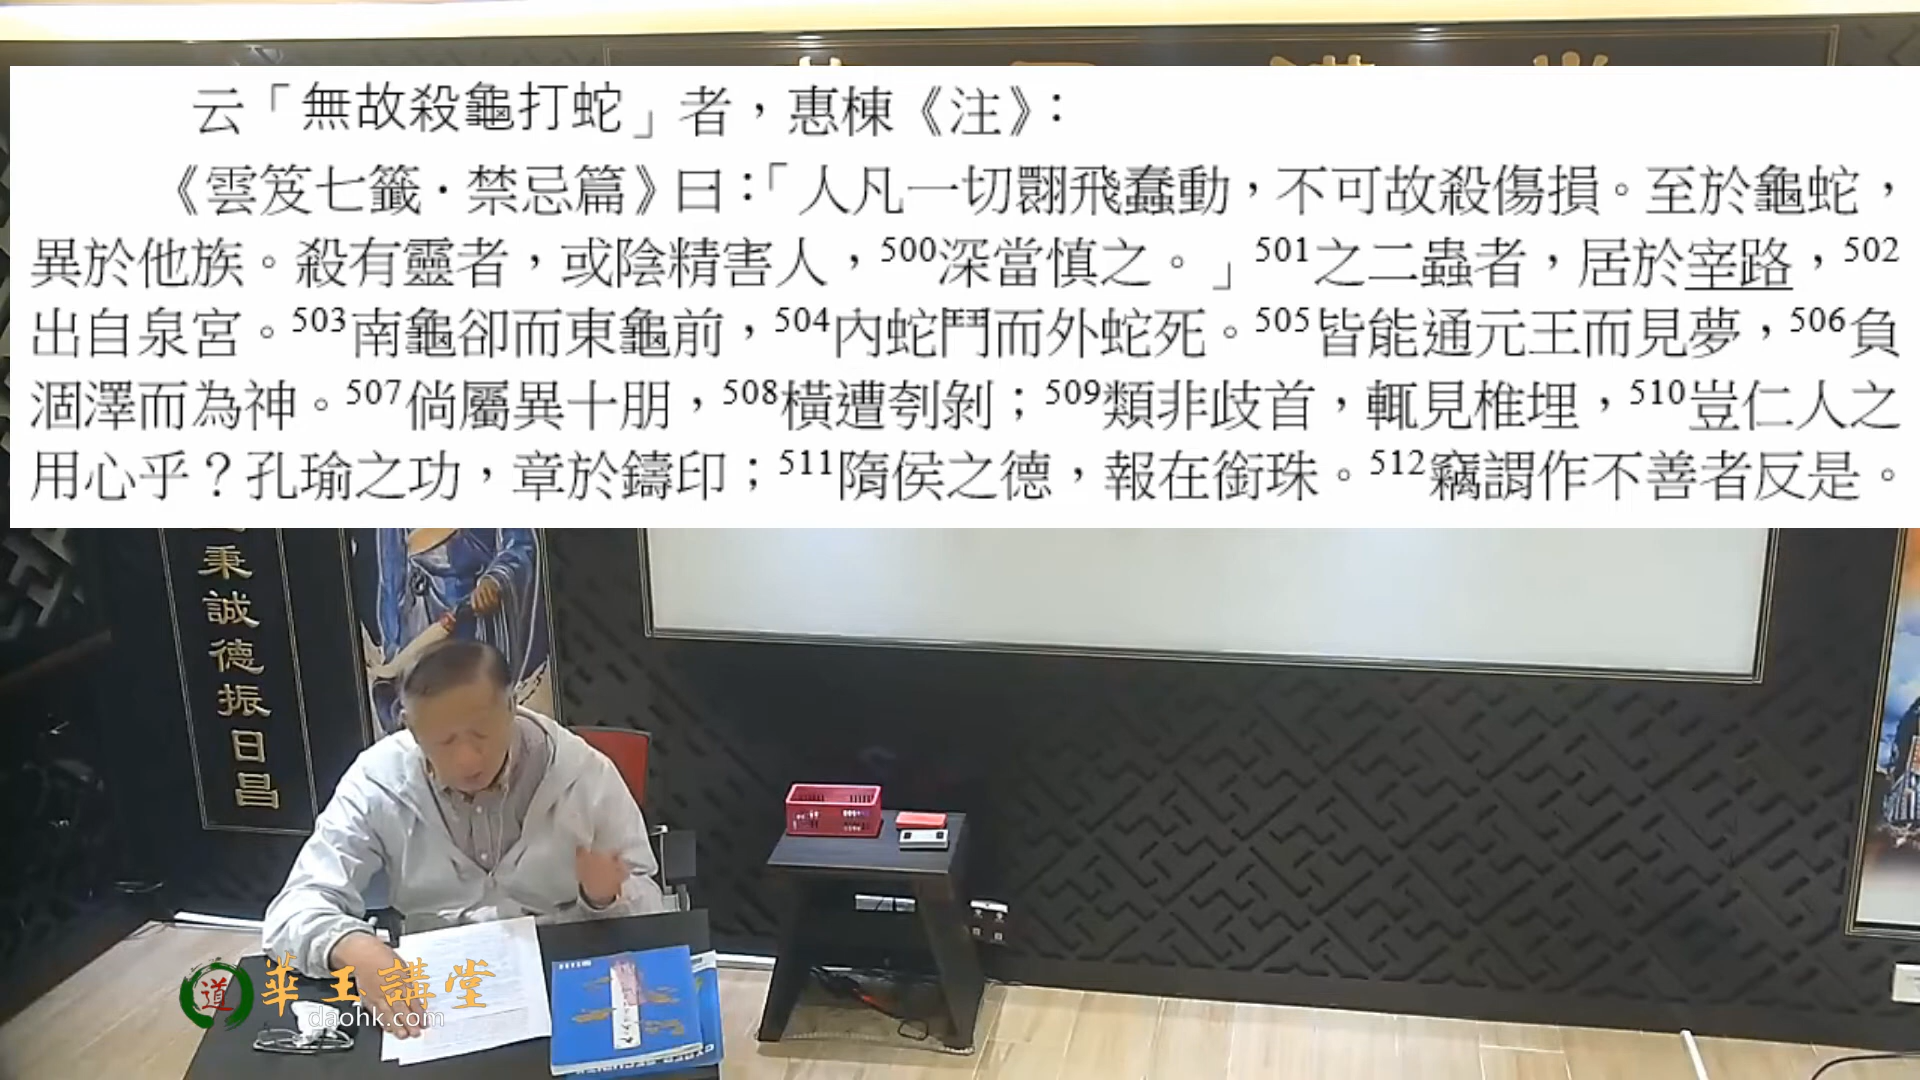 云「無故殺龜打蛇」者，惠棟《注》：
《雲笈七籤·禁忌篇》曰：「人凡一切翾飛蠢動，不可故殺傷損。至於龜蛇，
異於他族。殺有靈者，或陰精害人，500深當慎之。」501之二蟲者，居於宰路，502
出自泉宮。503南龜卻而東龜前，504內蛇鬥而外蛇死。505皆能通元王而見夢，506負
涸澤而為神。507倘屬異十朋，508橫遭刳剝；509類非歧首，輒見椎埋，510豈仁人之
用心乎？孔瑜之功，章於鑄印；511隋侯之德，報在銜珠。512竊謂作不善者反是。
秉誠德振日昌
道
華玉講堂
daohk.com